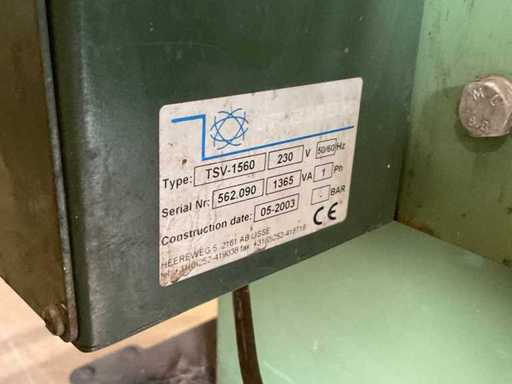 Type: TSV-1560 230 V 50/60 Hz
Serial Nr: 562.090 1365 VA 1 Ph
Construction date: 05-2003 - BAR
CE
HEEREWEG 5, 2161 AB LISSE